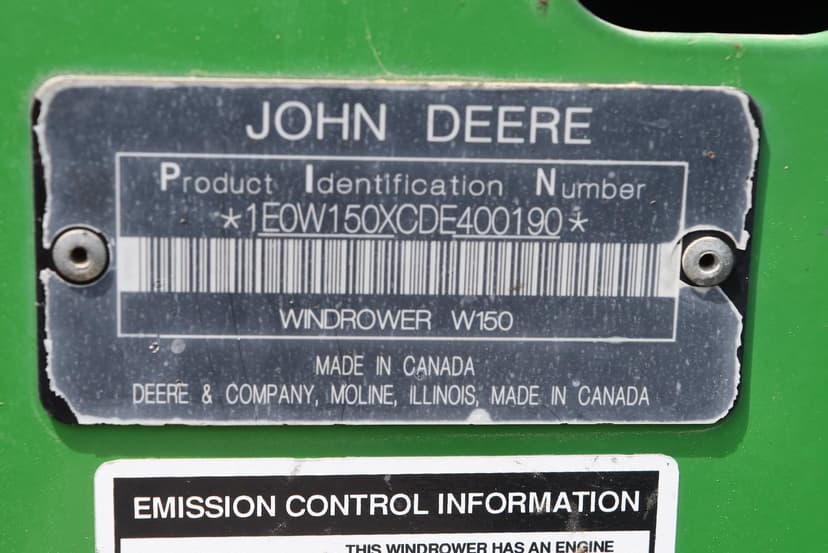 JOHN DEERE
Product Identification Number
*1E0W150XCDE400190*
WINDROWER W150
MADE IN CANADA
DEERE & COMPANY, MOLINE, ILLINOIS, MADE IN CANADA
EMISSION CONTROL INFORMATION
THIS WINDROWER HAS AN ENGINE